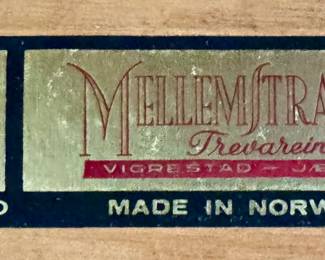 MELLEMSTRA
Trevarein
VIGRESTAD – JÆ
MADE IN NORW